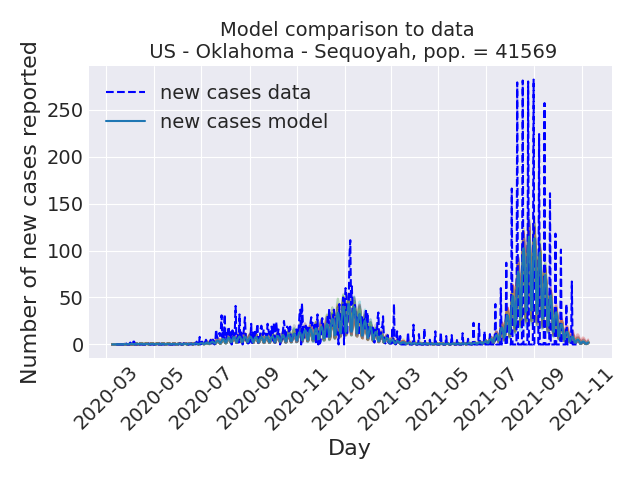 Model comparison to data
US - Oklahoma - Sequoyah, pop. = 41569
new cases data
new cases model
Number of new cases reported
250
200
150
100
50
0
2020-03
2020-05
2020-07
2020-09
2020-11
2021-01
2021-03
2021-05
2021-07
2021-09
2021-11
Day